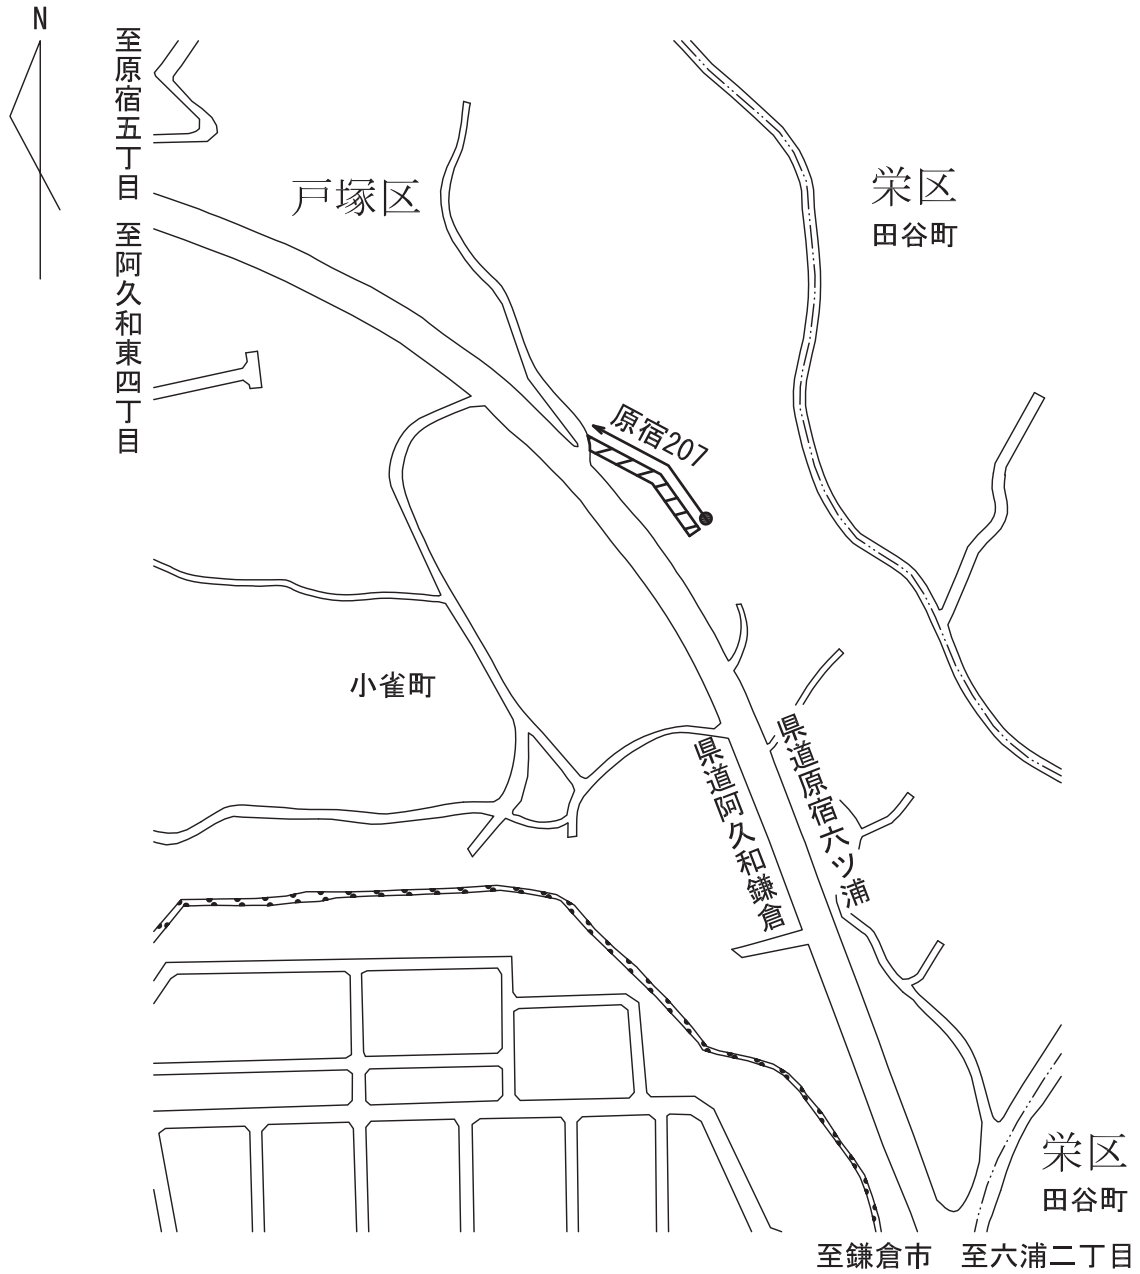 N
至原宿五丁目
至阿久和東四丁目
戸塚区
栄区
田谷町
原宿207
小雀町
県道阿久和鎌倉
県道原宿六ツ浦
栄区
田谷町
至鎌倉市
至六浦二丁目